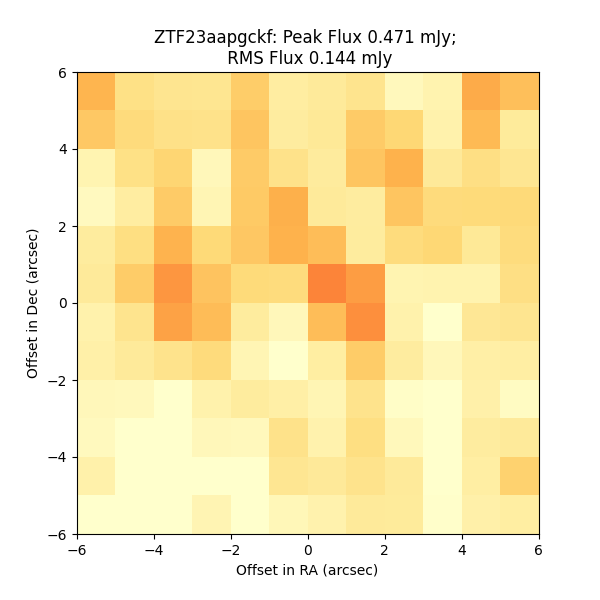 ZTF23aapgckf: Peak Flux 0.471 mJy;
RMS Flux 0.144 mJy
6
4
2
0
−2
−4
−6
Offset in Dec (arcsec)
−6 −4 −2 0 2 4 6
Offset in RA (arcsec)